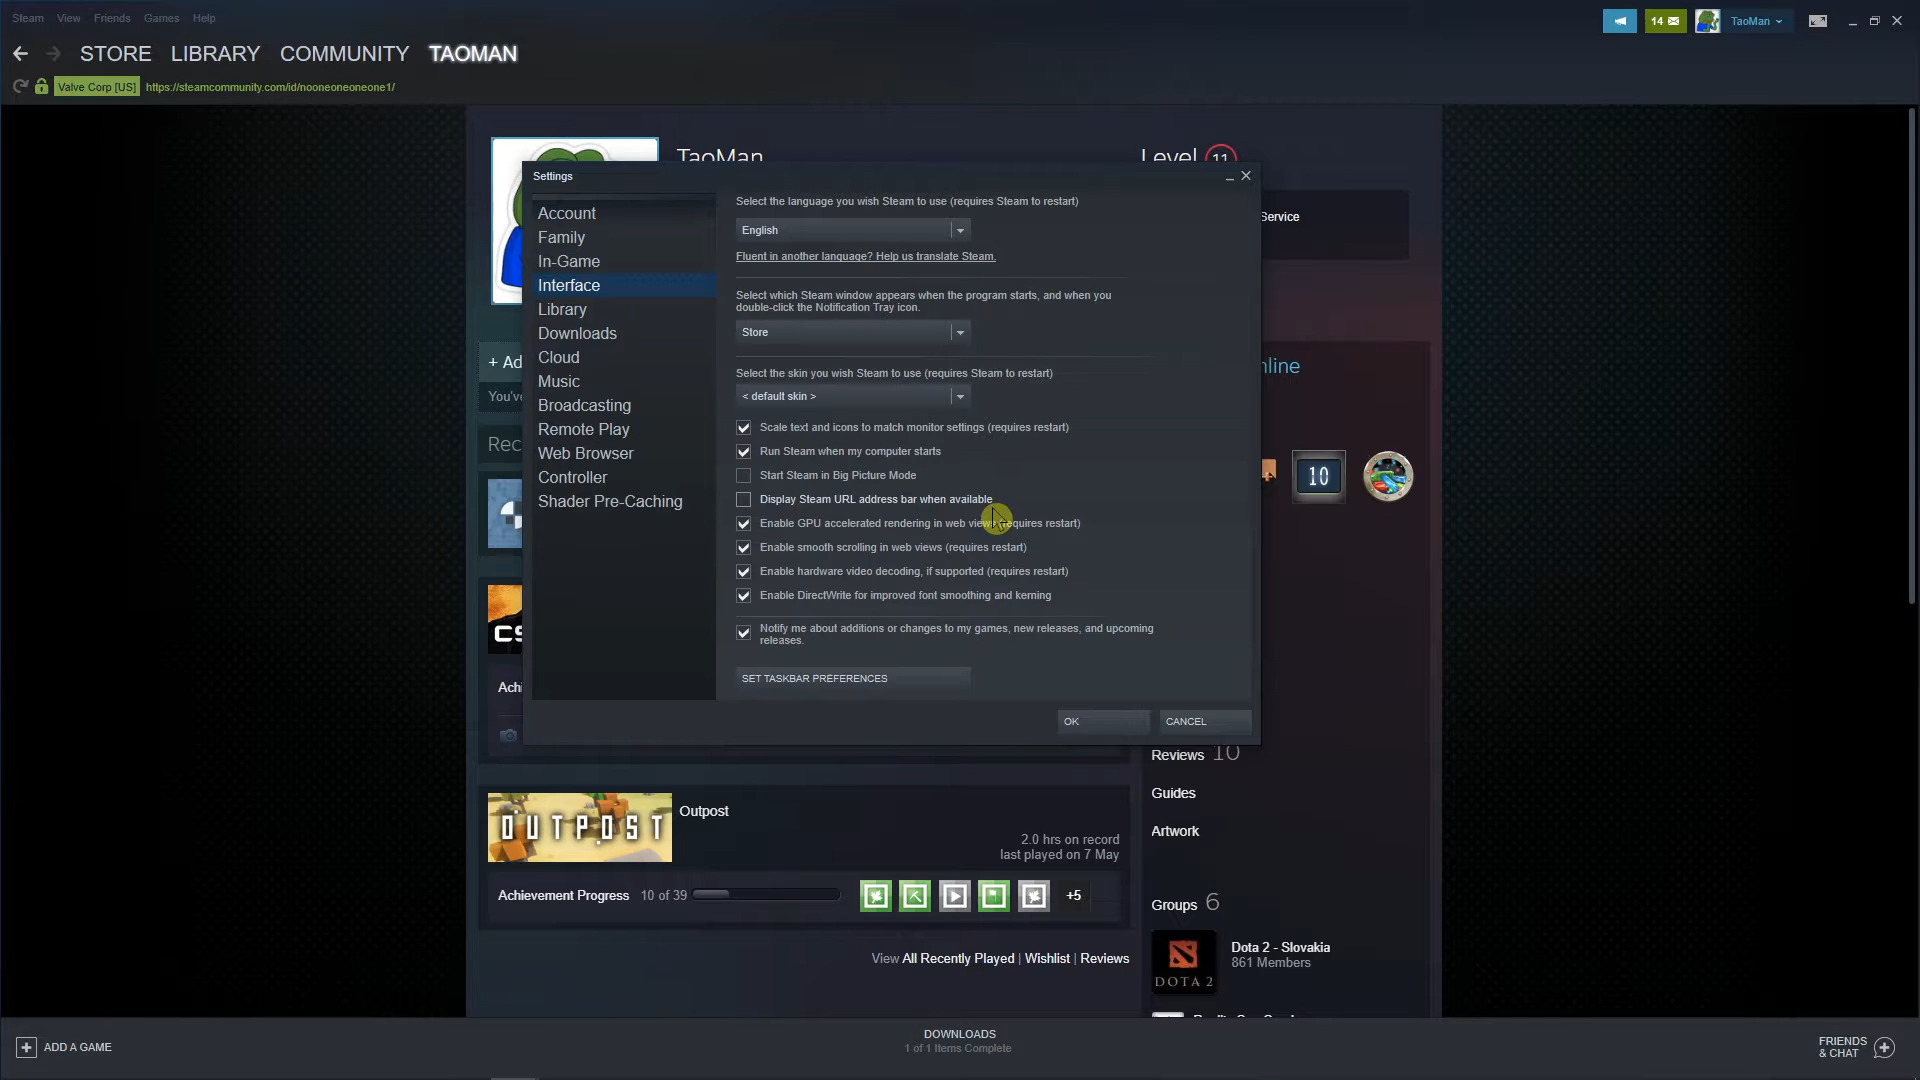 Steam View Friends Games Help
14
TaoMan
STORE LIBRARY COMMUNITY TAOMAN
Valve Corp [US] https://steamcommunity.com/id/nooneoneoneone1/
TaoMan
Level 11
Settings
Account
Family
In-Game
Interface
Library
Downloads
Cloud
Music
Broadcasting
Remote Play
Web Browser
Controller
Shader Pre-Caching
Select the language you wish Steam to use (requires Steam to restart)
English
Fluent in another language? Help us translate Steam.
Select which Steam window appears when the program starts, and when you
double-click the Notification Tray icon.
Store
Select the skin you wish Steam to use (requires Steam to restart)
< default skin >
Scale text and icons to match monitor settings (requires restart)
Run Steam when my computer starts
Start Steam in Big Picture Mode
Display Steam URL address bar when available
Enable GPU accelerated rendering in web views (requires restart)
Enable smooth scrolling in web views (requires restart)
Enable hardware video decoding, if supported (requires restart)
Enable DirectWrite for improved font smoothing and kerning
Notify me about additions or changes to my games, new releases, and upcoming
releases.
SET TASKBAR PREFERENCES
OK
CANCEL
+ Ad
You'v
Rec
CS
Achi
Service
nline
10
Reviews 10
Guides
Artwork
Groups 6
DOTA 2
Dota 2 - Slovakia
861 Members
OUTPOST
Outpost
2.0 hrs on record
last played on 7 May
Achievement Progress 10 of 39
+5
View All Recently Played | Wishlist | Reviews
ADD A GAME
DOWNLOADS
1 of 1 Items Complete
FRIENDS
& CHAT